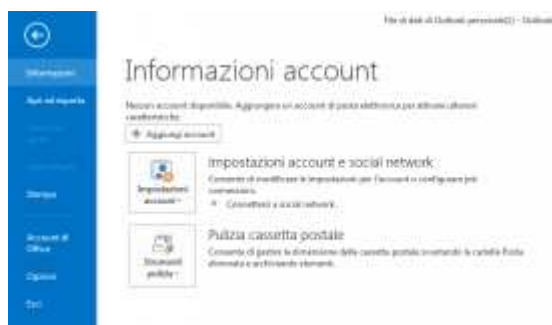 File di dati di Outlook personale(2) - Outlook
Informazioni
Apri ed esporta
Stampa
Account di
Office
Opzioni
Esci
Informazioni account
Nessun account disponibile. Aggiungere un account di posta elettronica per attivare ulteriori
caratteristiche.
Aggiungi account
Impostazioni
account
Impostazioni account e social network
Consente di modificare le impostazioni per l'account o configurare più
connessioni.
Connettersi a social network.
Strumenti
pulizia
Pulizia cassetta postale
Consente di gestire le dimensioni della cassetta postale svuotando la cartella Posta
eliminata e archiviando elementi.